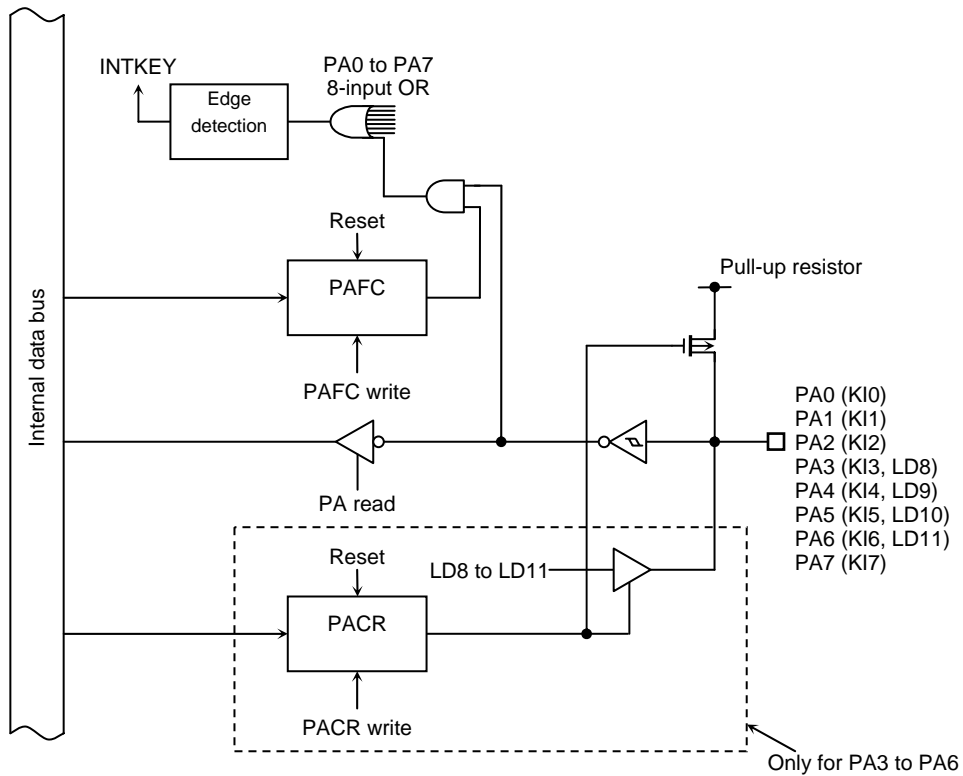 INTKEY
PA0 to PA7
8-input OR
Edge
detection
Reset
PAFC
PAFC write
Pull-up resistor
Internal data bus
PA0 (KI0)
PA1 (KI1)
PA2 (KI2)
PA3 (KI3, LD8)
PA4 (KI4, LD9)
PA5 (KI5, LD10)
PA6 (KI6, LD11)
PA7 (KI7)
PA read
Reset
LD8 to LD11
PACR
PACR write
Only for PA3 to PA6